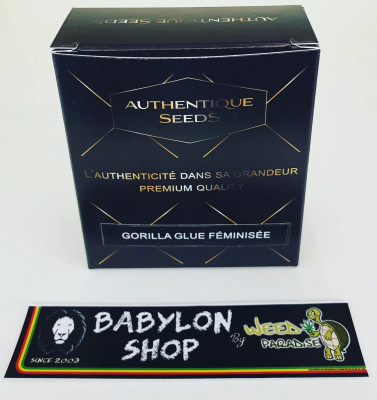 AUTHENTIQUE
SEEDS
AUTHENTIQUE
SEEDS
L'AUTHENTICITÉ DANS SA GRANDEUR
PREMIUM QUALITY
GORILLA GLUE FÉMINISÉE
BABYLON
SHOP
By
WEED
PARADISE
SINCE 2003